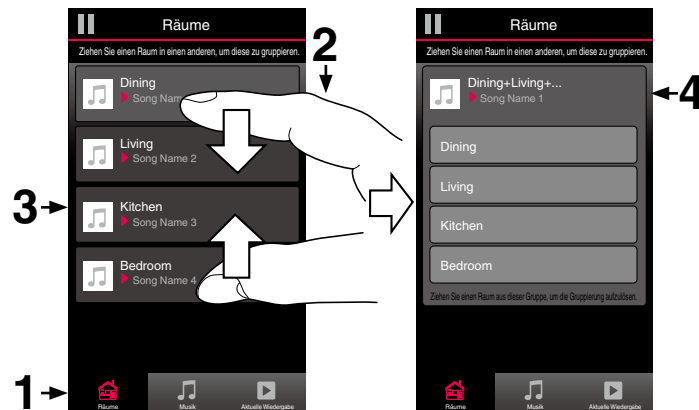 Räume
Ziehen Sie einen Raum in einen anderen, um diese zu gruppieren.
2
Dining
Song Nam
Living
Song Name 2
3
Kitchen
Song Name 3
Bedroom
Song Name 4
1
Räume
Musik
Aktuelle Wiedergabe
Räume
Ziehen Sie einen Raum in einen anderen, um diese zu gruppieren.
Dining+Living+...
Song Name 1
4
Dining
Living
Kitchen
Bedroom
Ziehen Sie einen Raum aus dieser Gruppe, um die Gruppierung aufzulösen.
Räume
Musik
Aktuelle Wiedergabe